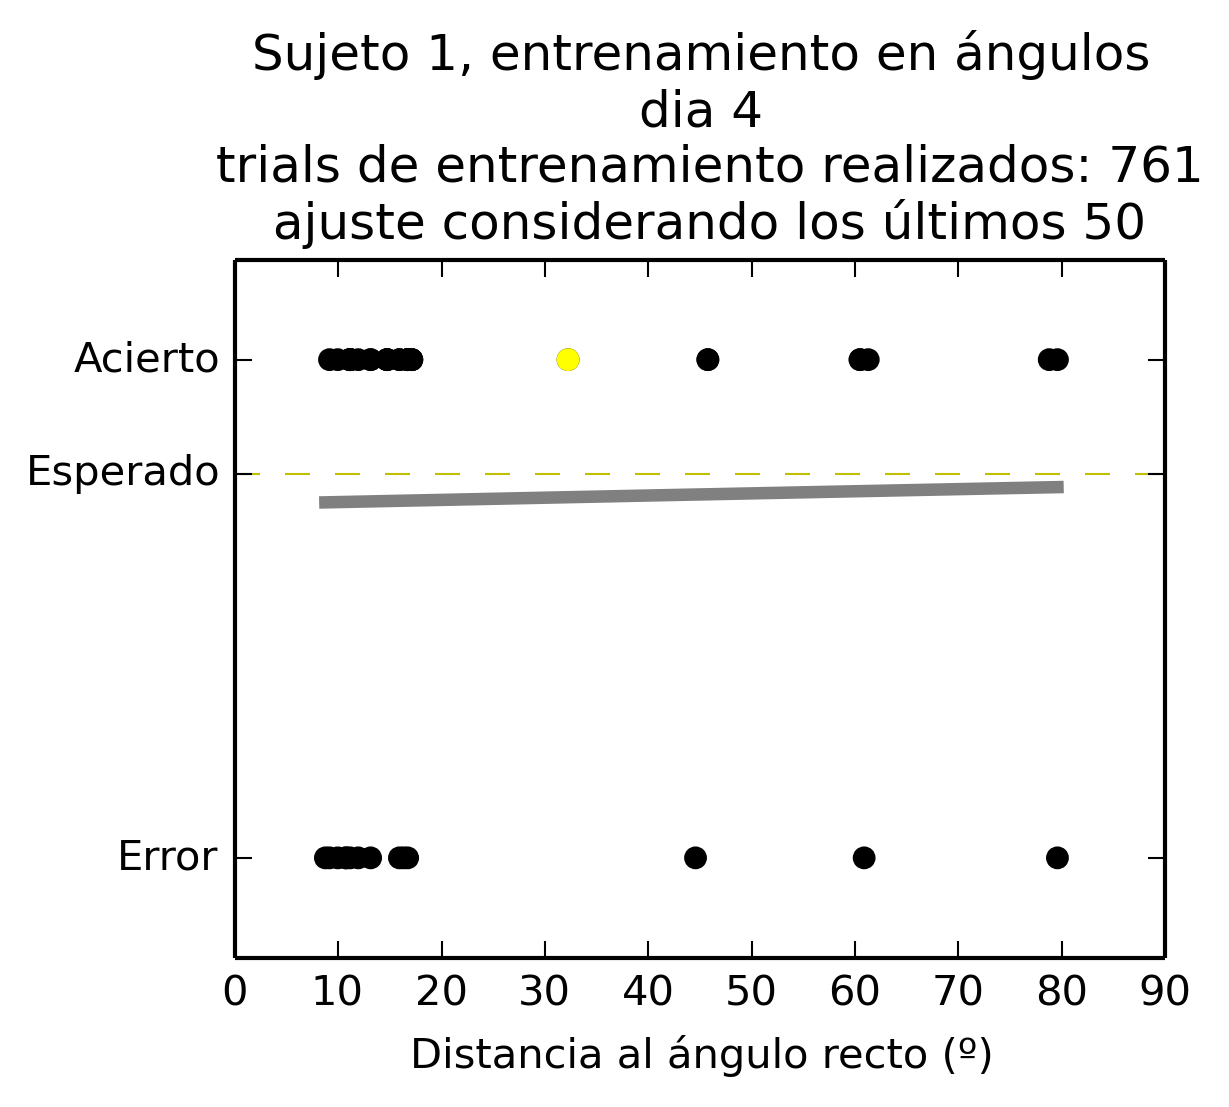 Sujeto 1, entrenamiento en ángulos
dia 4
trials de entrenamiento realizados: 761
ajuste considerando los últimos 50
Acierto
Esperado
Error
0 10 20 30 40 50 60 70 80 90
Distancia al ángulo recto (º)